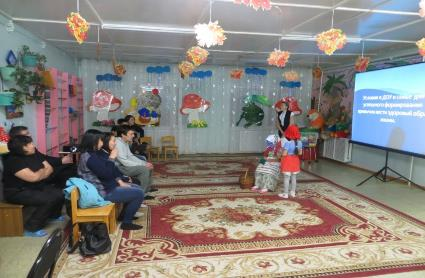 Условия в ДОУ и семье для
успешного формирования
привычки вести здоровый образ
жизни.